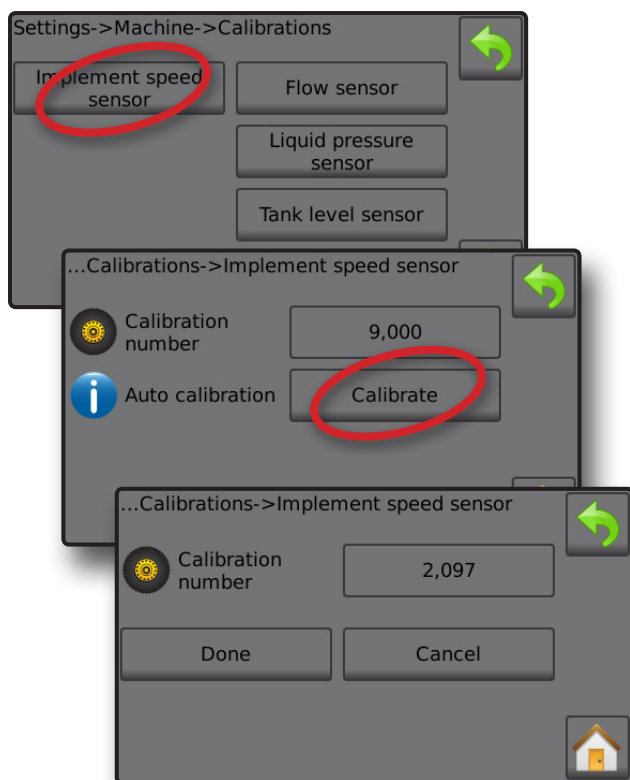 Settings->Machine->Calibrations
Implement speed
sensor
Flow sensor
Liquid pressure
sensor
Tank level sensor
...Calibrations->Implement speed sensor
Calibration
number
9,000
Auto calibration
Calibrate
...Calibrations->Implement speed sensor
Calibration
number
2,097
Done
Cancel